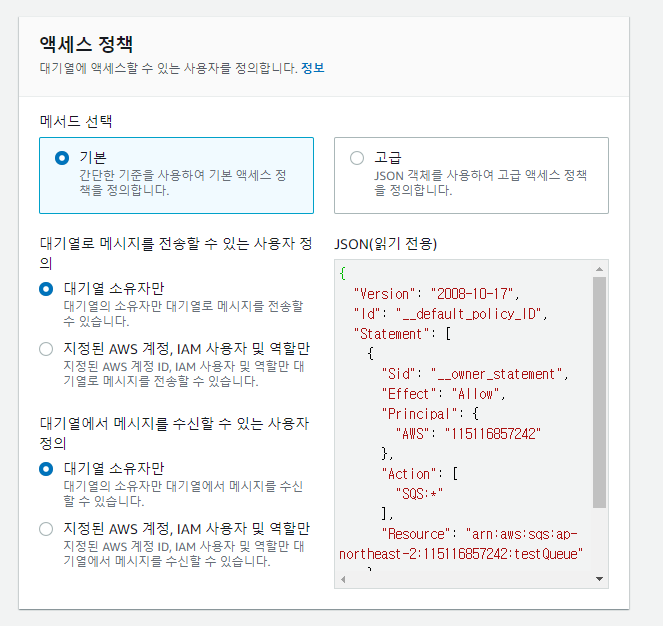 액세스 정책
대기열에 액세스할 수 있는 사용자를 정의합니다. 정보
메서드 선택
기본
간단한 기준을 사용하여 기본 액세스 정
책을 정의합니다.
고급
JSON 객체를 사용하여 고급 액세스 정책
을 정의합니다.
대기열로 메시지를 전송할 수 있는 사용자 정
의
대기열 소유자만
대기열의 소유자만 대기열로 메시지를 전송할
수 있습니다.
지정된 AWS 계정, IAM 사용자 및 역할만
지정된 AWS 계정 ID, IAM 사용자 및 역할만 대
기열로 메시지를 전송할 수 있습니다.
대기열에서 메시지를 수신할 수 있는 사용자
정의
대기열 소유자만
대기열의 소유자만 대기열에서 메시지를 수신
할 수 있습니다.
지정된 AWS 계정, IAM 사용자 및 역할만
지정된 AWS 계정 ID, IAM 사용자 및 역할만 대
기열에서 메시지를 수신할 수 있습니다.
JSON(읽기 전용)
{
"Version": "2008-10-17",
"Id": "__default_policy_ID",
"Statement": [
{
"Sid": "__owner_statement",
"Effect": "Allow",
"Principal": {
"AWS": "115116857242"
},
"Action": [
"SQS:*"
],
"Resource": "arn:aws:sqs:ap-
northeast-2:115116857242:testQueue"
}